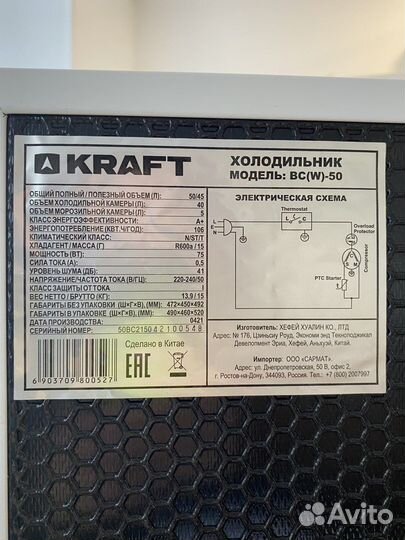 KRAFT
ХОЛОДИЛЬНИК
МОДЕЛЬ: BC(W)-50
ОБЩИЙ ПОЛНЫЙ / ПОЛЕЗНЫЙ ОБЪЕМ (Л): 50/45
ОБЪЕМ ХОЛОДИЛЬНОЙ КАМЕРЫ (Л): 40
ОБЪЕМ МОРОЗИЛЬНОЙ КАМЕРЫ (Л): 5
КЛАСС ЭНЕРГОЭФФЕКТИВНОСТИ: A+
ЭНЕРГОПОТРЕБЛЕНИЕ (КВТ.Ч/ГОД): 106
КЛИМАТИЧЕСКИЙ КЛАСС: N/ST/T
ХЛАДАГЕНТ/МАССА (Г): R600a / 15
МОЩНОСТЬ (ВТ): 75
СИЛА ТОКА (А): 0,5
УРОВЕНЬ ШУМА (ДБ): 41
НАПРЯЖЕНИЕ/ЧАСТОТА ТОКА (В/ГЦ): 220-240/50
КЛАСС ЗАЩИТЫ ОТ ТОКА I
ВЕС НЕТТО / БРУТТО (КГ): 13,9/15
ГАБАРИТЫ БЕЗ УПАКОВКИ (Ш×Г×В), (ММ): 472×450×492
ГАБАРИТЫ В УПАКОВКЕ (Ш×Г×В), (ММ): 490×460×520
ДАТА ПРОИЗВОДСТВА: 0421
СЕРИЙНЫЙ НОМЕР: 50BC2150421 00548
Сделано в Китае
EAC
6 903709 800527
ЭЛЕКТРИЧЕСКАЯ СХЕМА
Thermostat
L C
L
N
E
Overload
Protector
C
S M
PTC Starter
Изготовитель: ХЕФЕЙ ХУАЛИН КО., ЛТД
Адрес: № 176, Цзиньсиу Роуд, Экономи энд Текнолоджикал
Девелопмент Эриа, Хефей, Аньхуэй, Китай.
Импортер: ООО «САРМАТ».
Адрес: ул. Днепропетровская, 50 В, офис 2,
г. Ростов-на-Дону, 344093, Россия. Тел.: +7 (800) 2007997
Avito